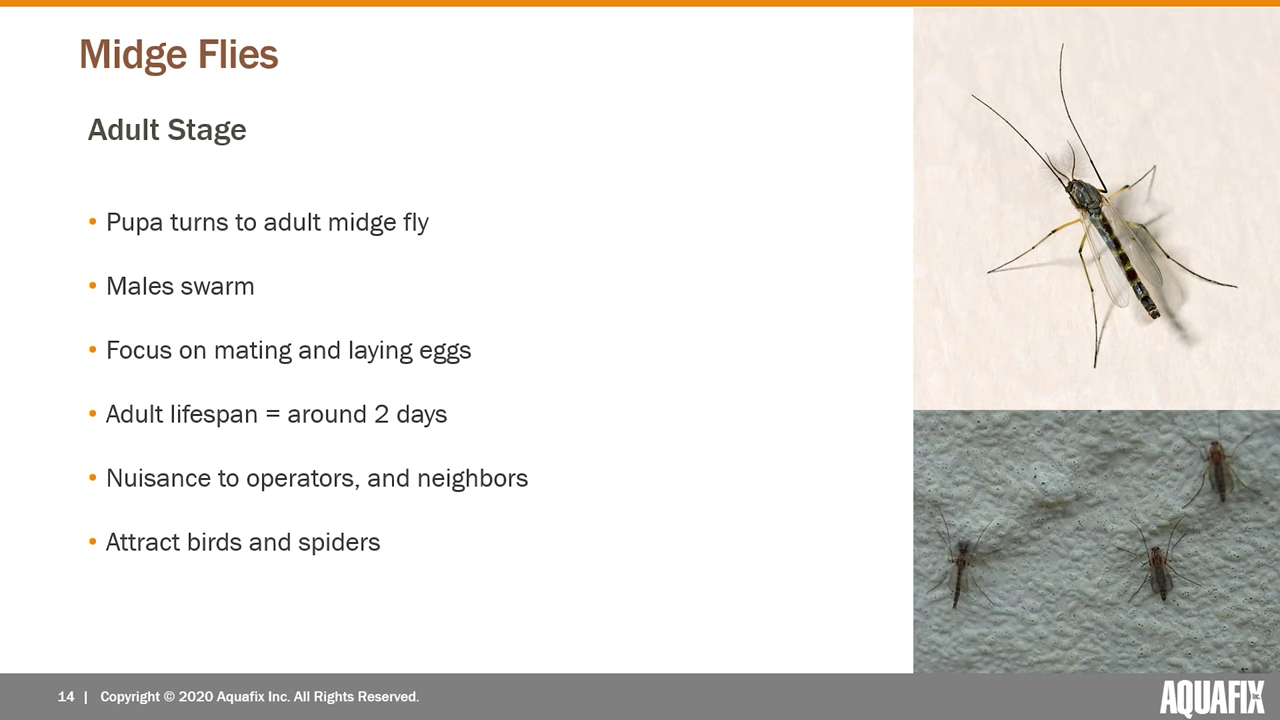 Midge Flies
Adult Stage
• Pupa turns to adult midge fly
• Males swarm
• Focus on mating and laying eggs
• Adult lifespan = around 2 days
• Nuisance to operators, and neighbors
• Attract birds and spiders
14 | Copyright © 2020 Aquafix Inc. All Rights Reserved.
AQUAFIX INC.